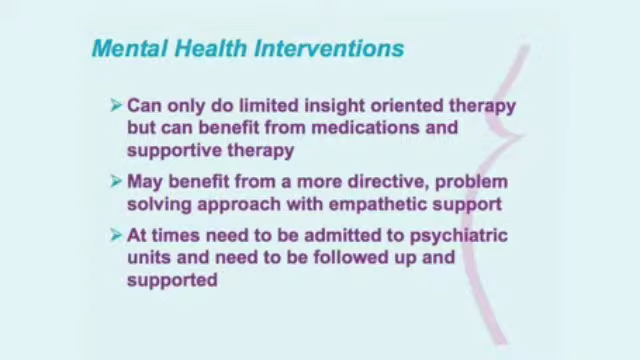 Mental Health Interventions
➢ Can only do limited insight oriented therapy
but can benefit from medications and
supportive therapy
➢ May benefit from a more directive, problem
solving approach with empathetic support
➢ At times need to be admitted to psychiatric
units and need to be followed up and
supported